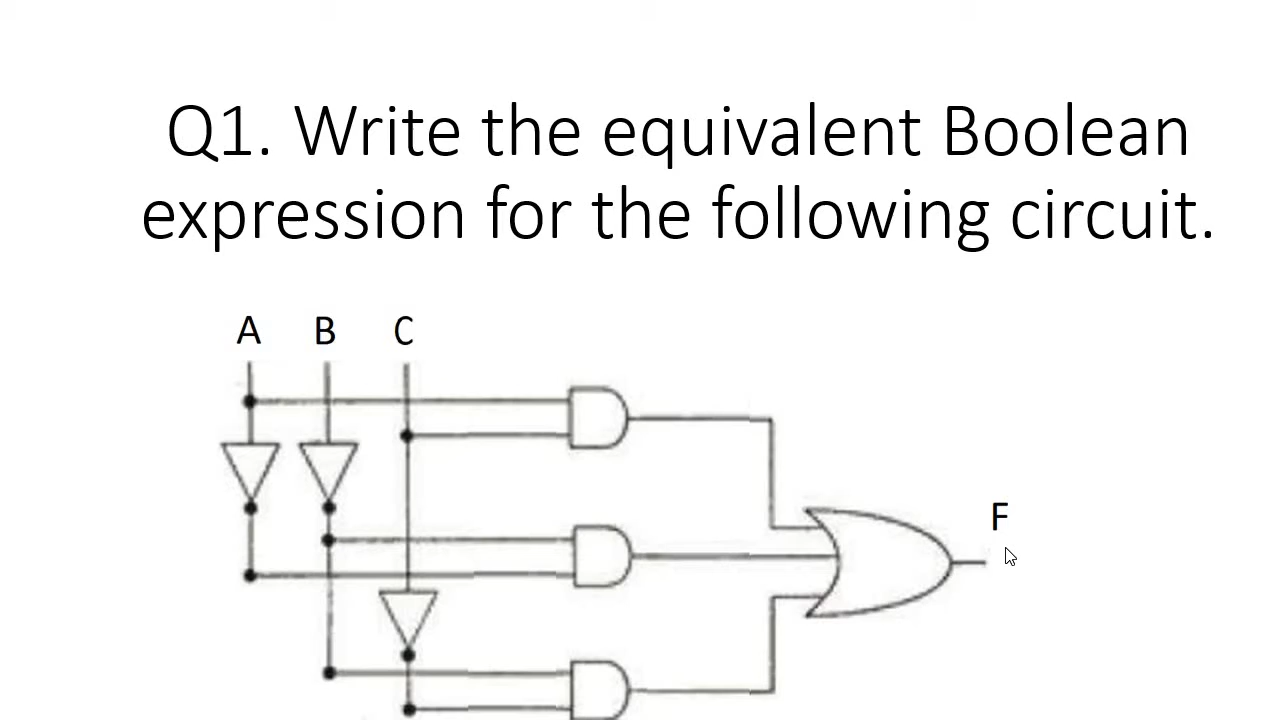 Q1. Write the equivalent Boolean
expression for the following circuit.
A B C
F